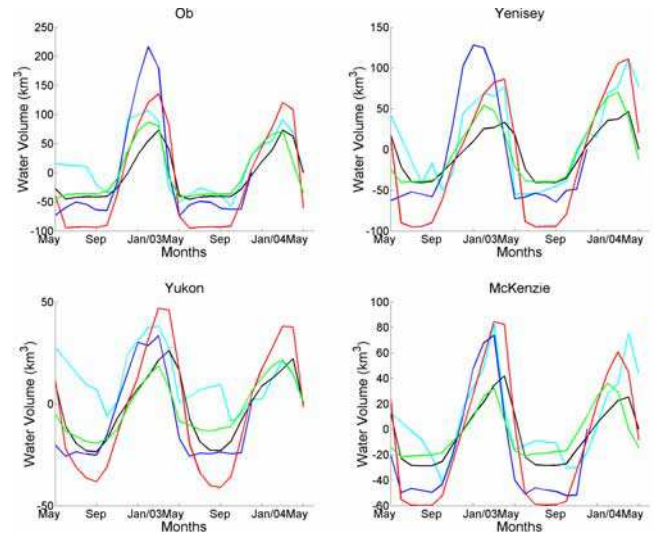 Ob
Water Volume (km³)
250
200
150
100
50
0
-50
-100
May Sep Jan/03May Sep Jan/04May
Months
Yenisey
Water Volume (km³)
150
100
50
0
-50
-100
May Sep Jan/03May Sep Jan/04May
Months
Yukon
Water Volume (km³)
50
0
-50
May Sep Jan/03May Sep Jan/04May
Months
McKenzie
Water Volume (km³)
100
80
60
40
20
0
-20
-40
-60
May Sep Jan/03May Sep Jan/04May
Months